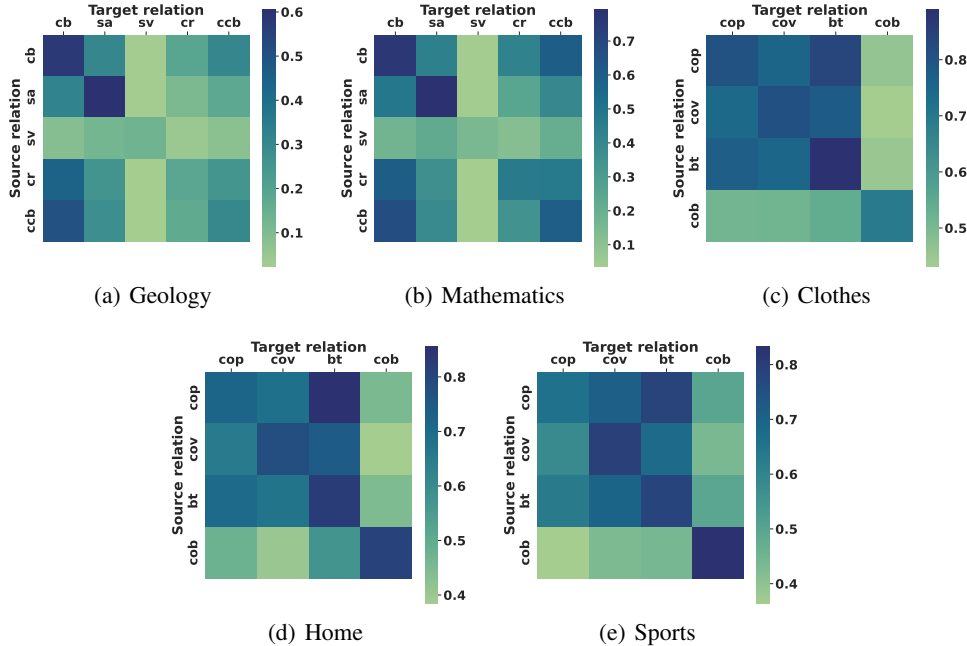 Target relation
cb sa sv cr ccb
Source relation
cb
sa
sv
cr
ccb
0.6
0.5
0.4
0.3
0.2
0.1
(a) Geology
Target relation
cb sa sv cr ccb
Source relation
cb
sa
sv
cr
ccb
0.7
0.6
0.5
0.4
0.3
0.2
0.1
(b) Mathematics
Target relation
cop cov bt cob
Source relation
cop
cov
bt
cob
0.8
0.7
0.6
0.5
(c) Clothes
Target relation
cop cov bt cob
Source relation
cop
cov
bt
cob
0.8
0.7
0.6
0.5
0.4
(d) Home
Target relation
cop cov bt cob
Source relation
cop
cov
bt
cob
0.8
0.7
0.6
0.5
0.4
(e) Sports